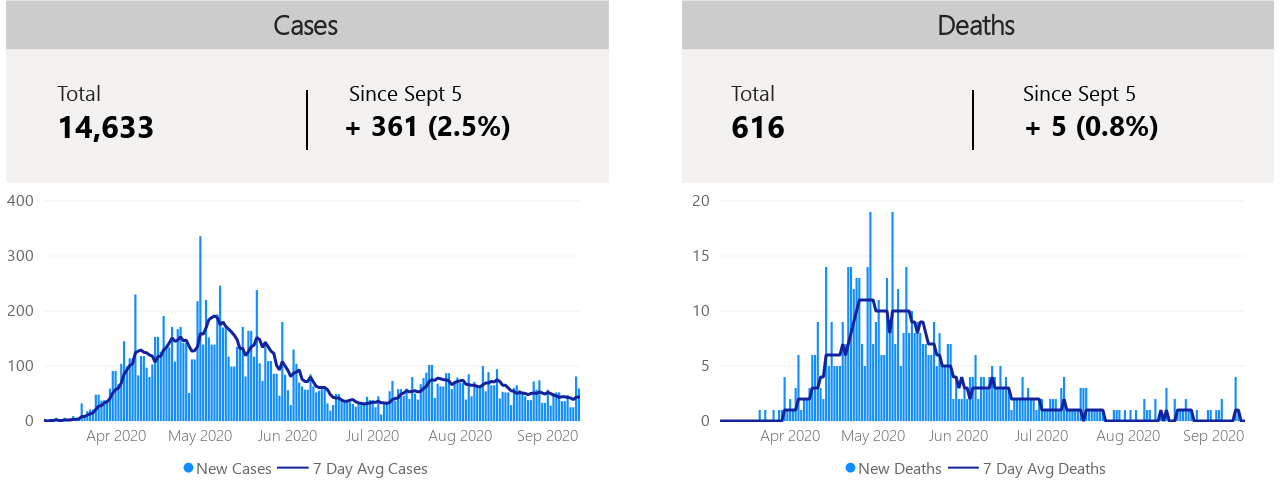 Cases
Total
14,633
Since Sept 5
+ 361 (2.5%)
400
300
200
100
0
Apr 2020 May 2020 Jun 2020 Jul 2020 Aug 2020 Sep 2020
New Cases 7 Day Avg Cases
Deaths
Total
616
Since Sept 5
+ 5 (0.8%)
20
15
10
5
0
Apr 2020 May 2020 Jun 2020 Jul 2020 Aug 2020 Sep 2020
New Deaths 7 Day Avg Deaths